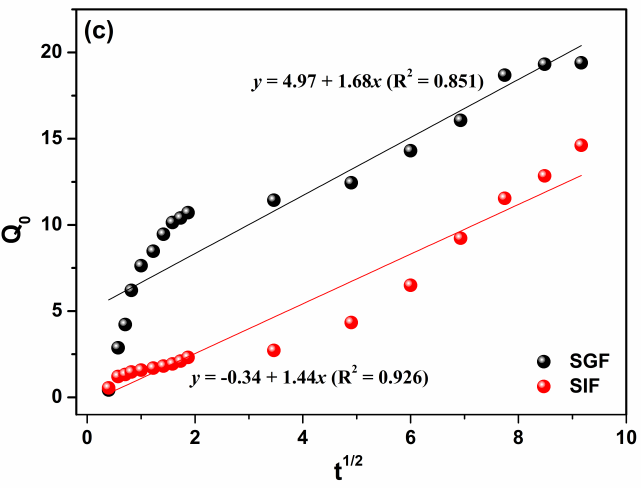 (c)
y = 4.97 + 1.68x (R² = 0.851)
y = -0.34 + 1.44x (R² = 0.926)
SGF
SIF
Q₀
20
15
10
5
0
0 2 4 6 8 10
t^1/2